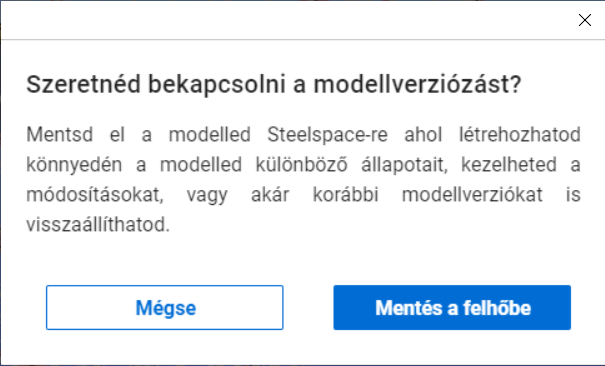 Szeretnéd bekapcsolni a modellverziózást?
Mentsd el a modelled Steelspace-re ahol létrehozhatod
könnyedén a modelled különböző állapotait, kezelheted a
módosításokat, vagy akár korábbi modellverziókat is
visszaállíthatod.
Mégse
Mentés a felhőbe